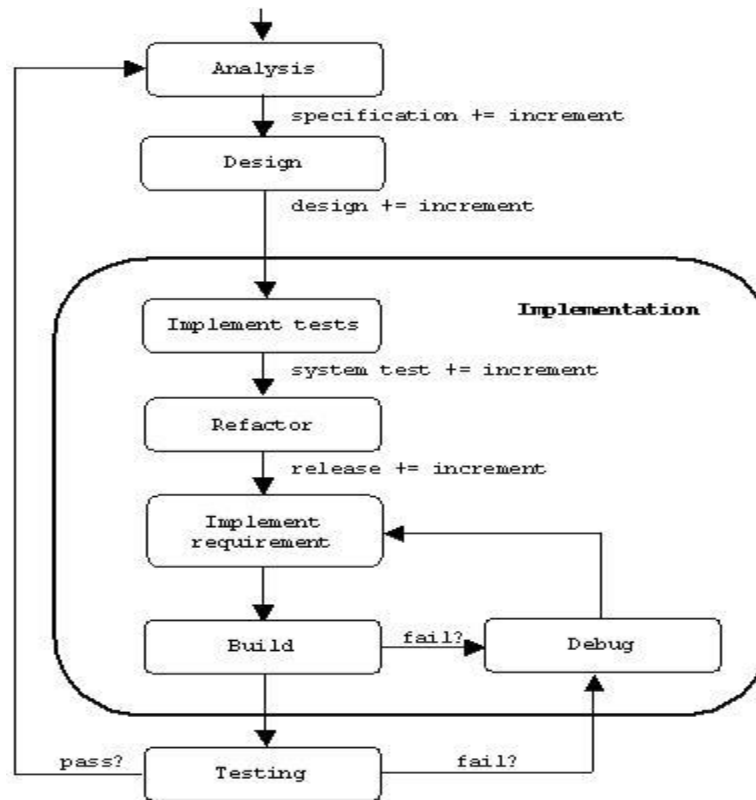 Analysis
specification += increment
Design
design += increment
Implementation
Implement tests
system test += increment
Refactor
release += increment
Implement
requirement
Build
fail?
Debug
pass?
Testing
fail?